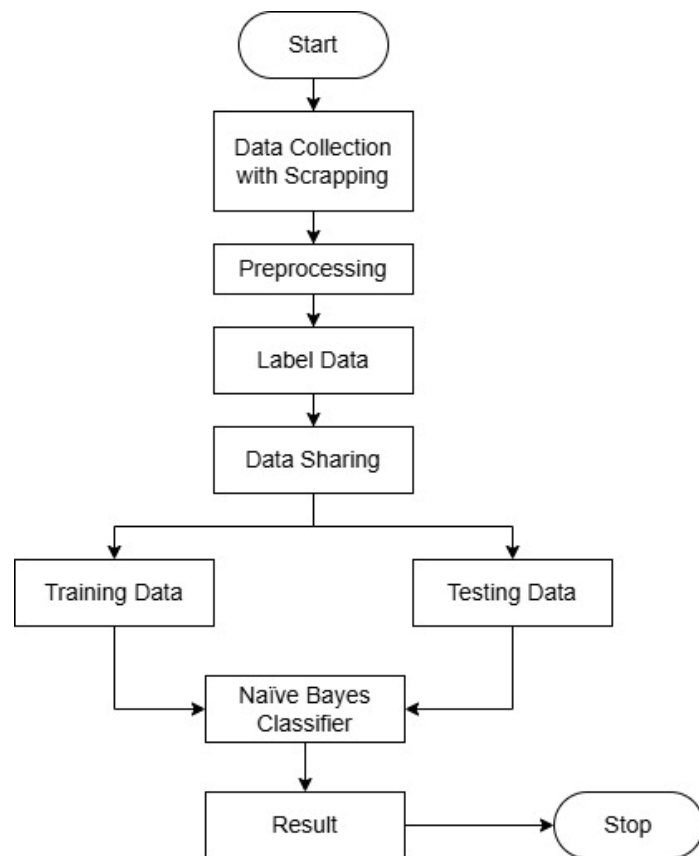 Start
Data Collection
with Scrapping
Preprocessing
Label Data
Data Sharing
Training Data
Testing Data
Naïve Bayes
Classifier
Result
Stop